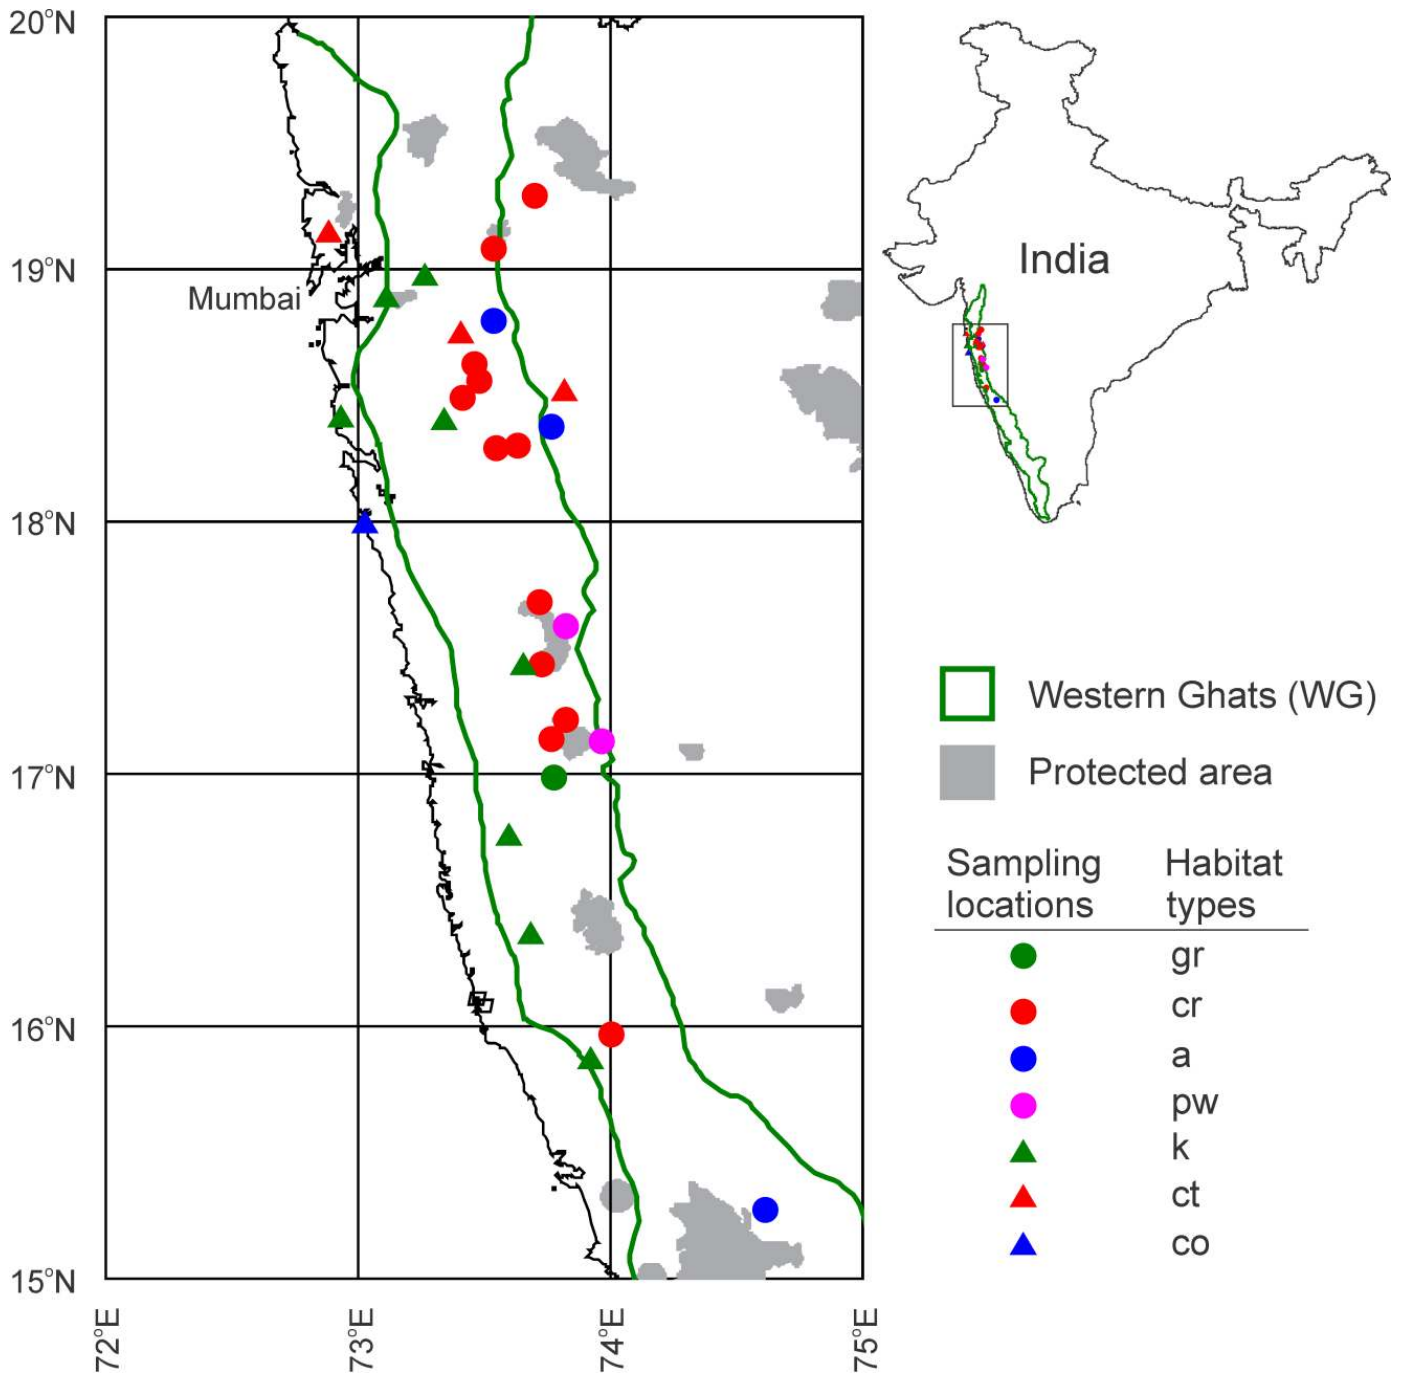 20°N
19°N
18°N
17°N
16°N
15°N
72°E
73°E
74°E
75°E
Mumbai
India
Western Ghats (WG)
Protected area
Sampling Habitat
locations types
gr
cr
a
pw
k
ct
co